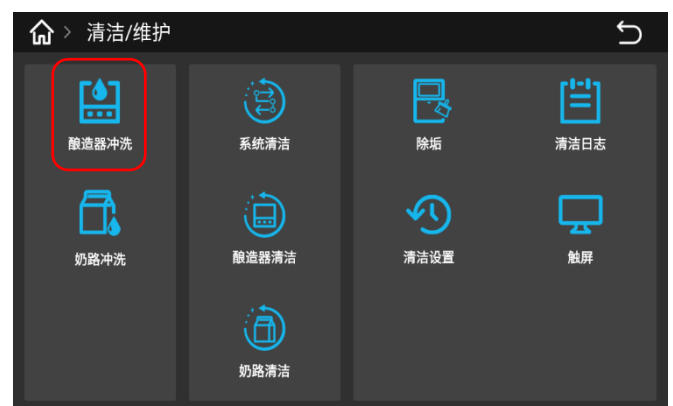 清洁/维护
酿造器冲洗
系统清洁
除垢
清洁日志
奶路冲洗
酿造器清洁
清洁设置
触屏
奶路清洁